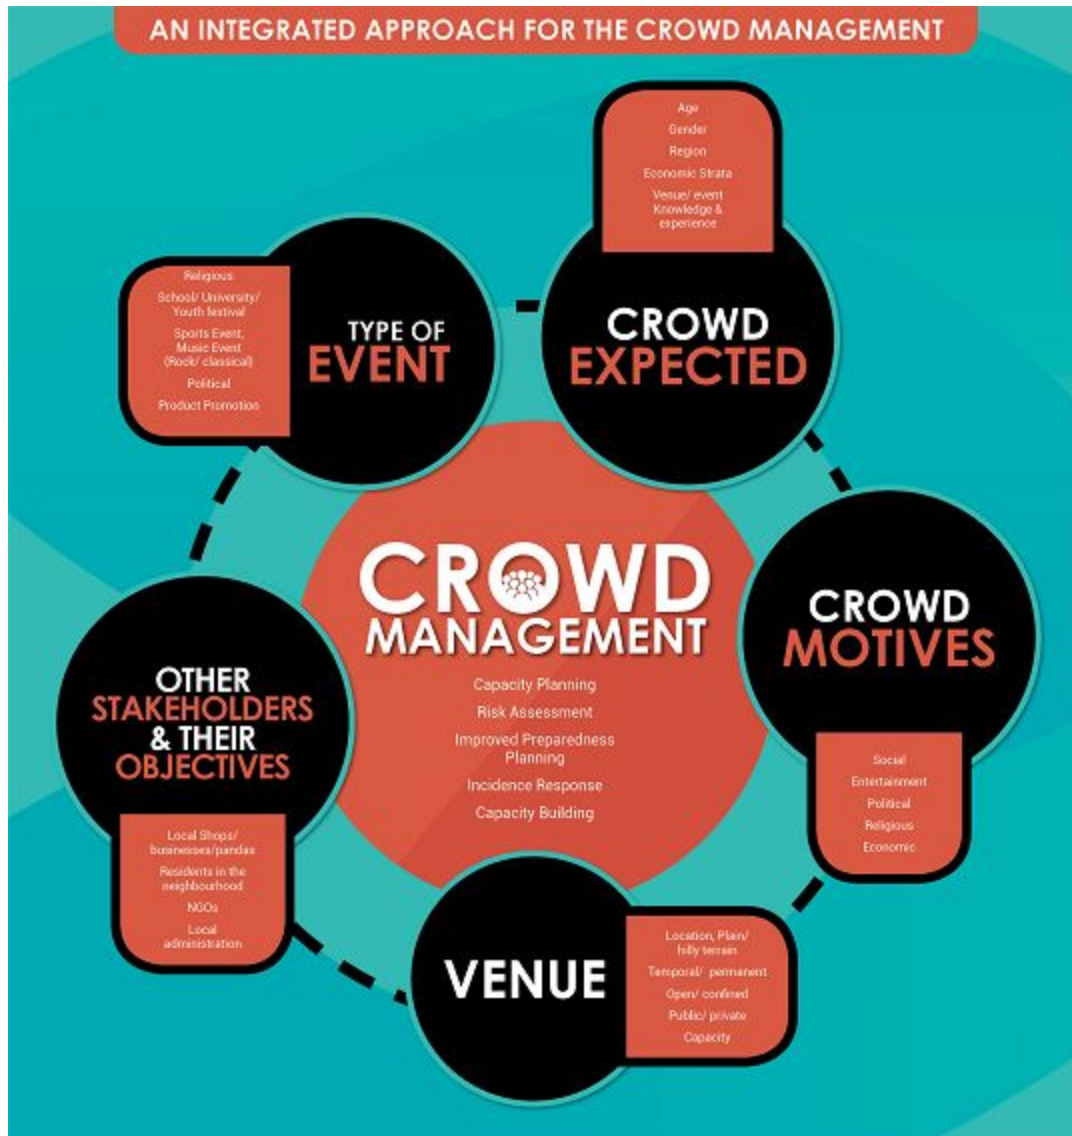 AN INTEGRATED APPROACH FOR THE CROWD MANAGEMENT
Age
Gender
Region
Economic Strata
Venue/ event
Knowledge &
experience
CROWD
EXPECTED
Religious
School/ University/
Youth festival
Sports Event,
Music Event
(Rock/ classical)
Political
Product Promotion
TYPE OF
EVENT
CROWD
MANAGEMENT
Capacity Planning
Risk Assessment
Improved Preparedness
Planning
Incidence Response
Capacity Building
CROWD
MOTIVES
Social
Entertainment
Political
Religious
Economic
OTHER
STAKEHOLDERS
& THEIR
OBJECTIVES
Local Shops/
businesses/pandas
Residents in the
neighbourhood
NGOs
Local
administration
VENUE
Location, Plain/
hilly terrain
Temporal/ permanent
Open/ confined
Public/ private
Capacity